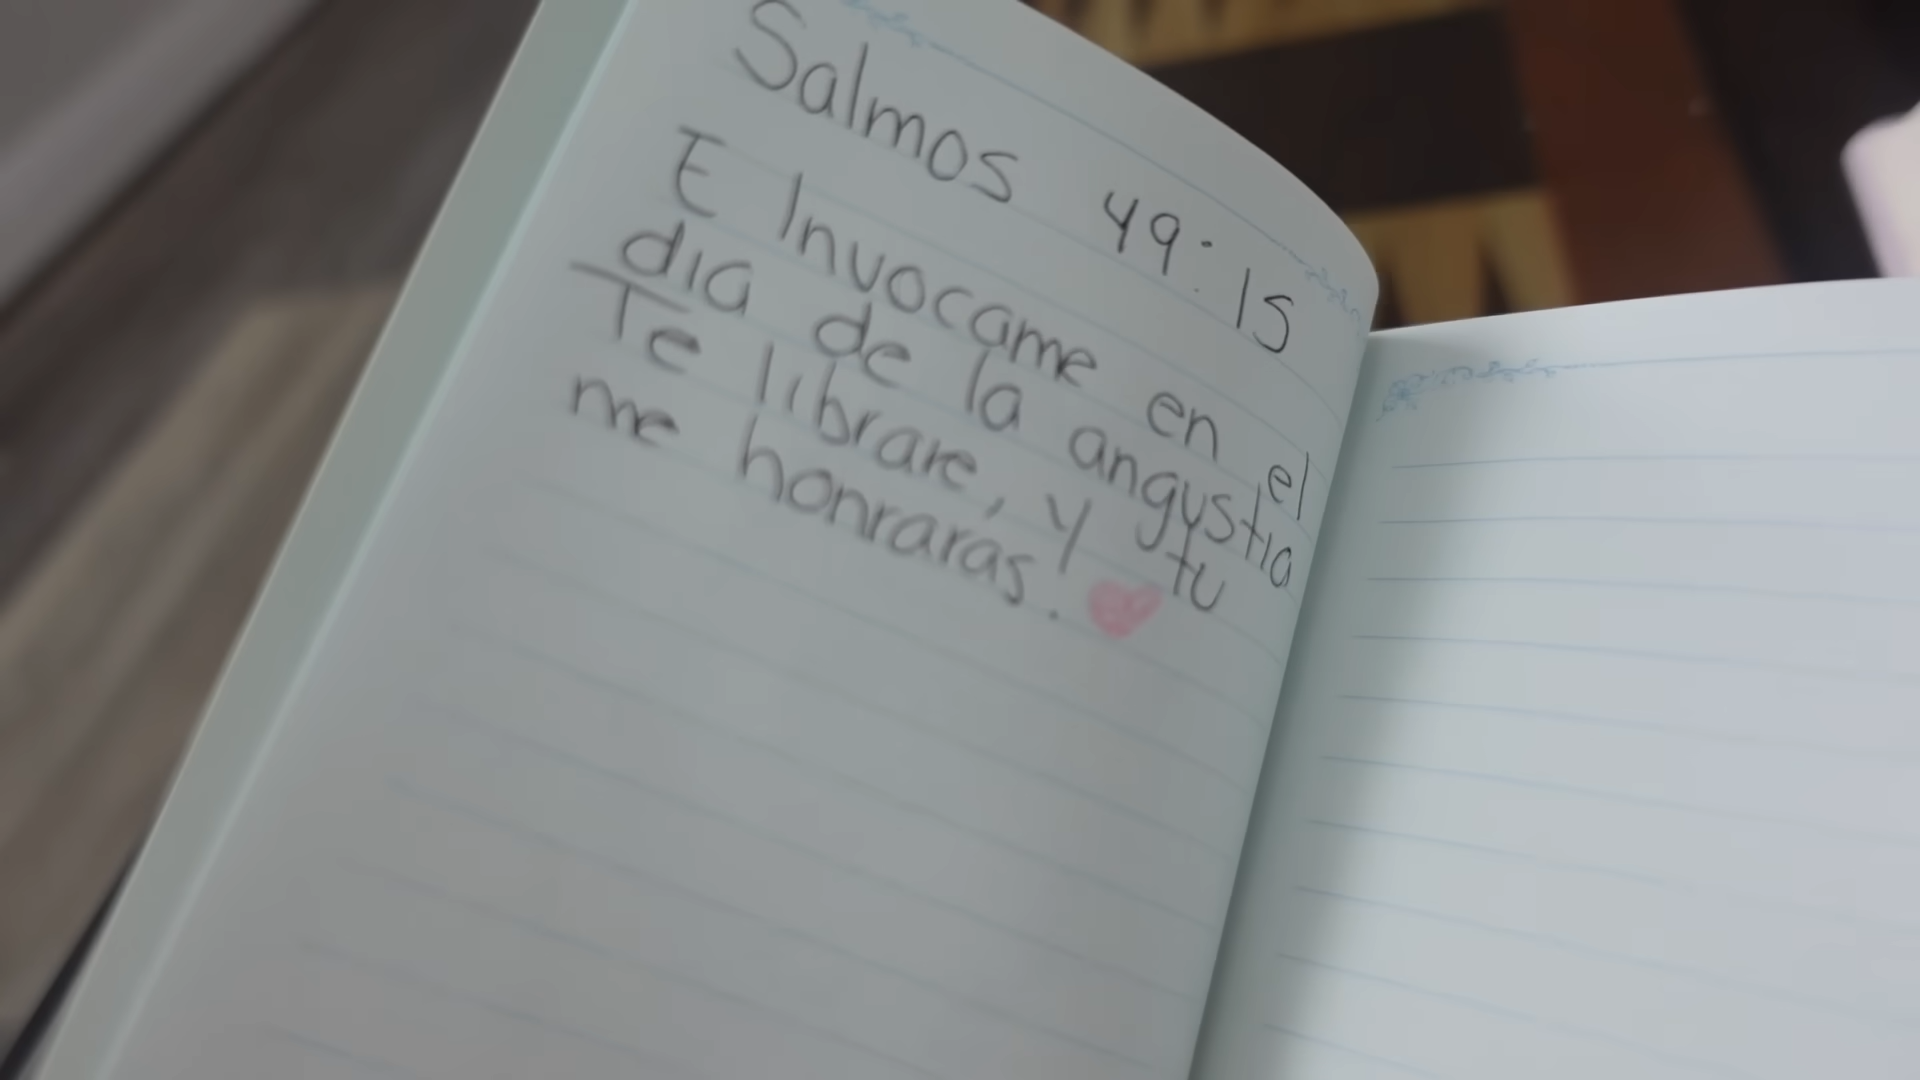 Salmos 49:15
E Invocame en el
dia de la angustia
Te librare, y tu
me honraras.